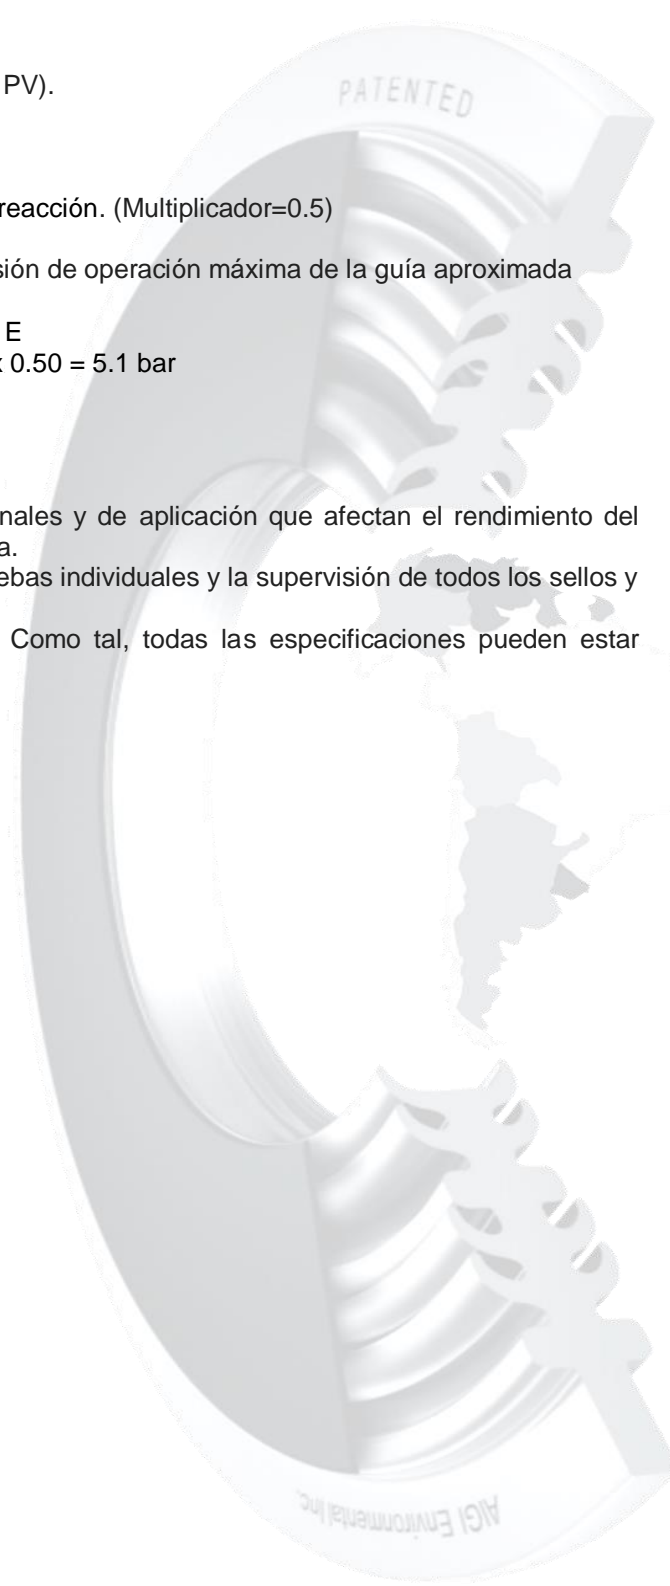 PV).
PATENTED
reacción. (Multiplicador=0.5)
sión de operación máxima de la guía aproximada
E
x 0.50 = 5.1 bar
nales y de aplicación que afectan el rendimiento del
a.
ebas individuales y la supervisión de todos los sellos y
Como tal, todas las especificaciones pueden estar
AIGI Environmental Inc.